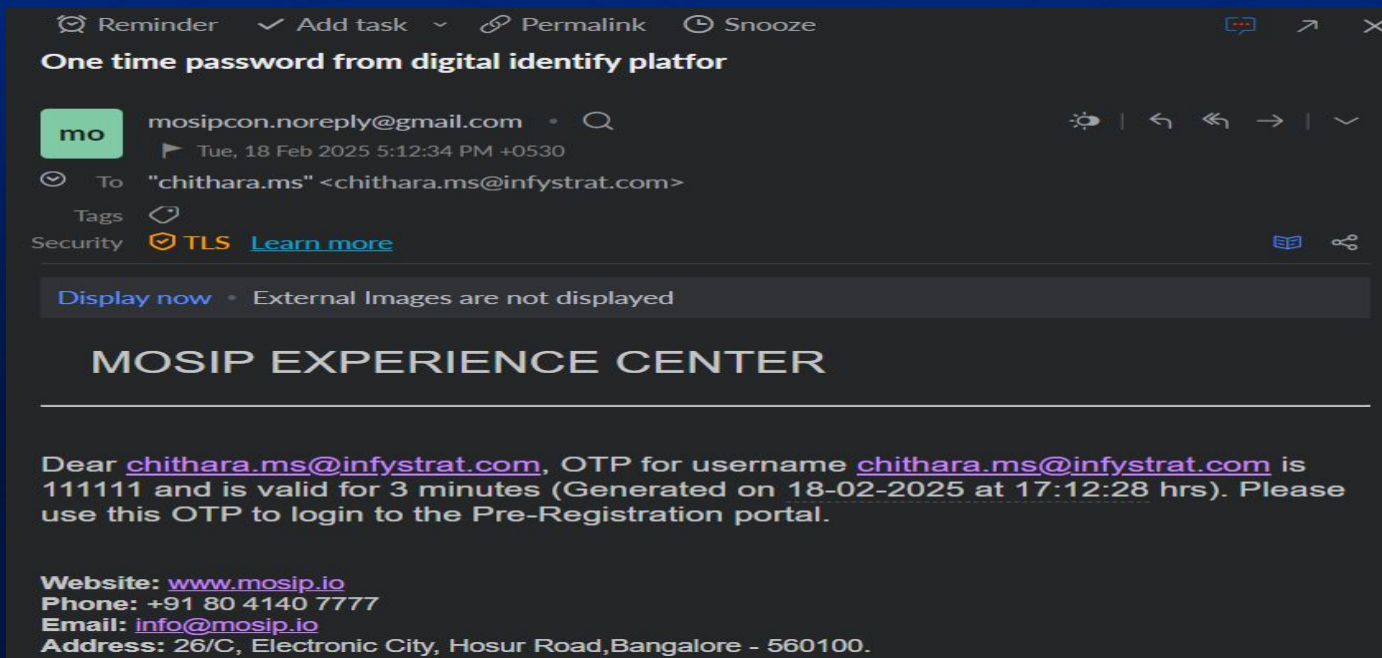 Reminder Add task Permalink Snooze
One time password from digital identify platfor
mo
mosipcon.noreply@gmail.com
Tue, 18 Feb 2025 5:12:34 PM +0530
To "chithara.ms" <chithara.ms@infystrat.com>
Tags
Security TLS Learn more
Display now • External Images are not displayed
MOSIP EXPERIENCE CENTER
Dear chithara.ms@infystrat.com, OTP for username chithara.ms@infystrat.com is
111111 and is valid for 3 minutes (Generated on 18-02-2025 at 17:12:28 hrs). Please
use this OTP to login to the Pre-Registration portal.
Website: www.mosip.io
Phone: +91 80 4140 7777
Email: info@mosip.io
Address: 26/C, Electronic City, Hosur Road,Bangalore - 560100.